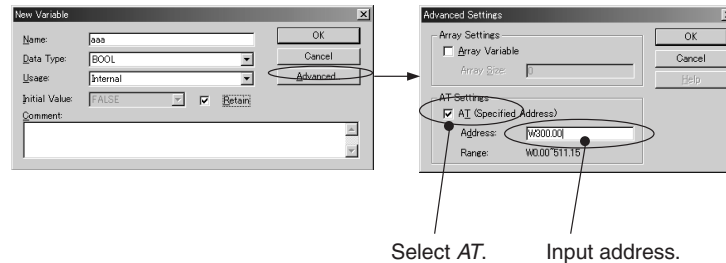 New Variable
Name: aaa
OK
Data Type: BOOL
Cancel
Usage: Internal
Advanced...
Initial Value: FALSE
Retain
Comment:
Advanced Settings
Array Settings
Array Variable
Array Size: 0
OK
Cancel
Help
AT Settings
AT (Specified Address)
Address: W300.00
Range: W0.00~511.15
Select AT.
Input address.